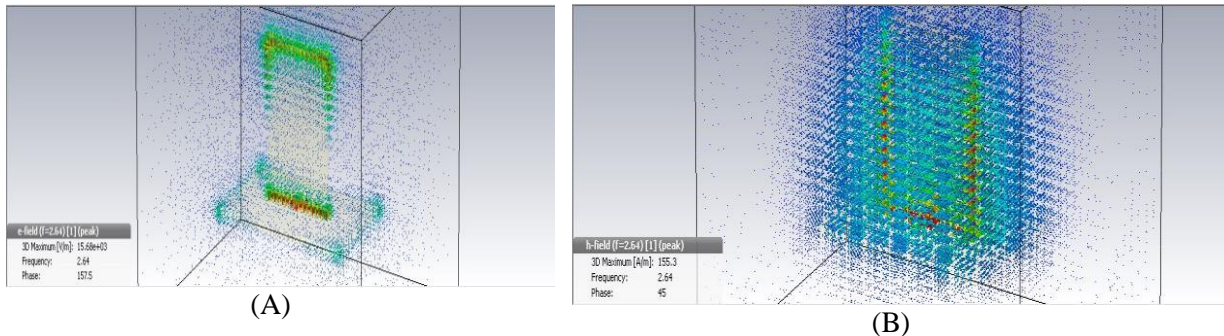 e-field (f=2.64) [1] (peak)
3D Maximum [V/m]: 15.68e+03
Frequency: 2.64
Phase: 157.5
(A)
h-field (f=2.64) [1] (peak)
3D Maximum [A/m]: 155.3
Frequency: 2.64
Phase: 45
(B)